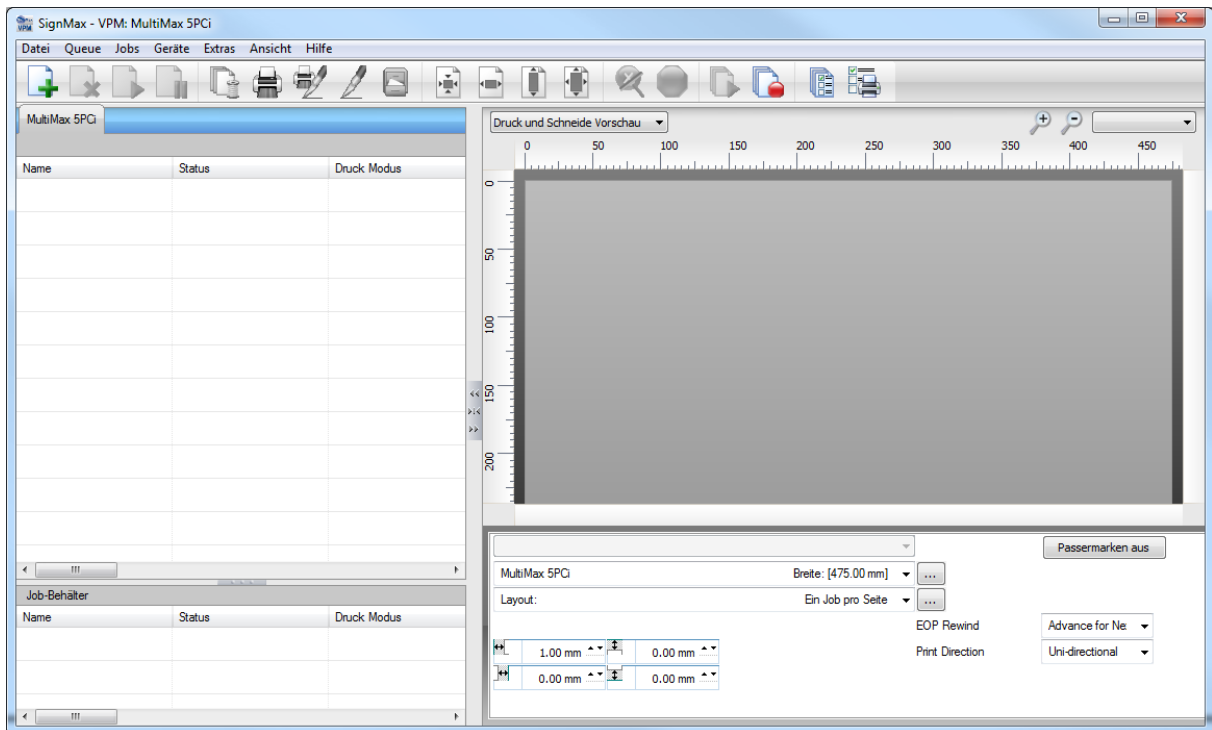 SignMax - VPM: MultiMax 5PCi
Datei Queue Jobs Geräte Extras Ansicht Hilfe
MultiMax 5PCi
Name Status Druck Modus
Job-Behälter
Name Status Druck Modus
Druck und Schneide Vorschau
0 50 100 150 200 250 300 350 400 450
0
50
100
150
200
Passermarken aus
MultiMax 5PCi Breite: [475.00 mm] ...
Layout: Ein Job pro Seite ...
EOP Rewind Advance for Ne
1.00 mm 0.00 mm Print Direction Uni-directional
0.00 mm 0.00 mm